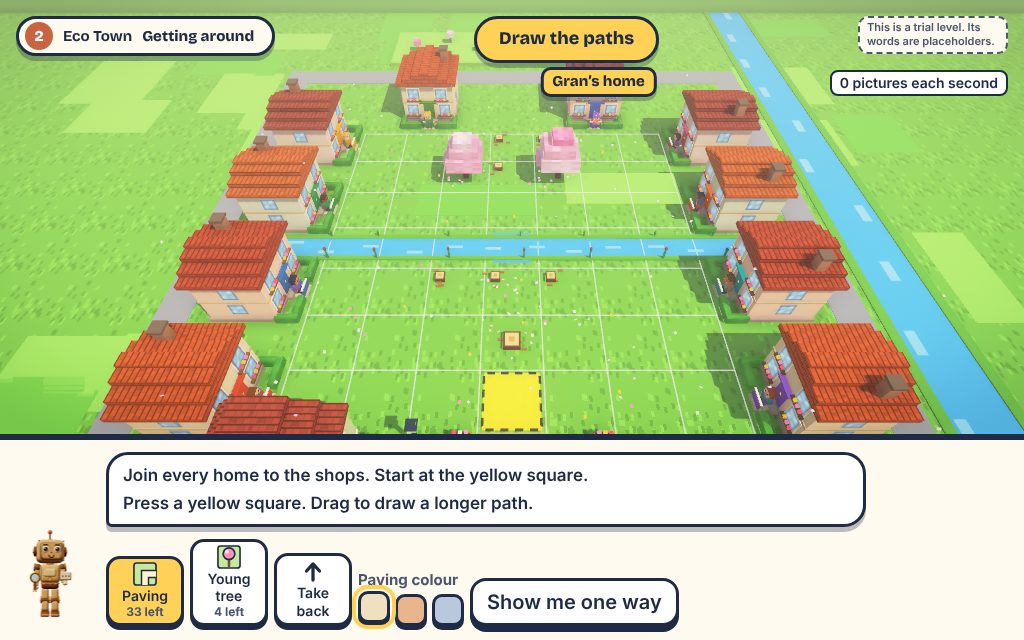 2 Eco Town Getting around
Draw the paths
This is a trial level. Its
words are placeholders.
Gran's home
0 pictures each second
Join every home to the shops. Start at the yellow square.
Press a yellow square. Drag to draw a longer path.
Paving
33 left
Young
tree
4 left
Take
back
Paving colour
Show me one way